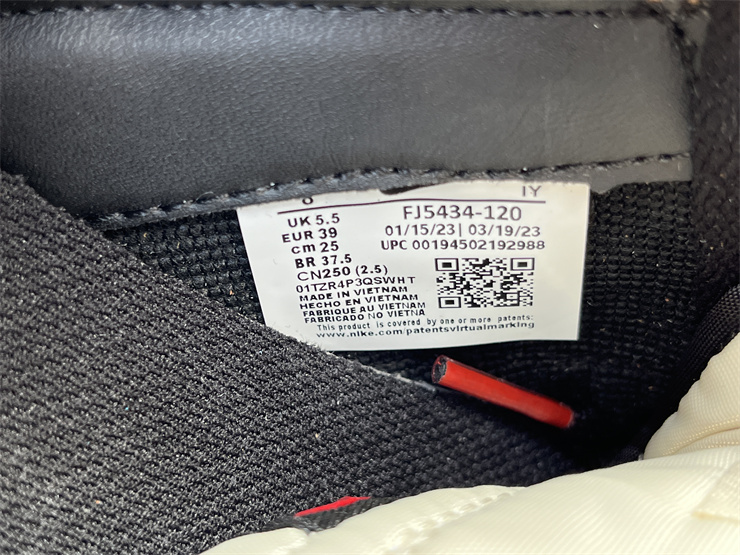 IY
UK 5.5
EUR 39
cm 25
BR 37.5
CN250 (2.5)
01TZR4P3QSWHT
MADE IN VIETNAM
HECHO EN VIETNAM
FABRIQUE AU VIETNAM
FABRICADO NO VIETNA
FJ5434-120
01/15/23| 03/19/23
UPC 00194502192988
This product is covered by one or more patents:
www.nike.com/patentsvirtualmarking